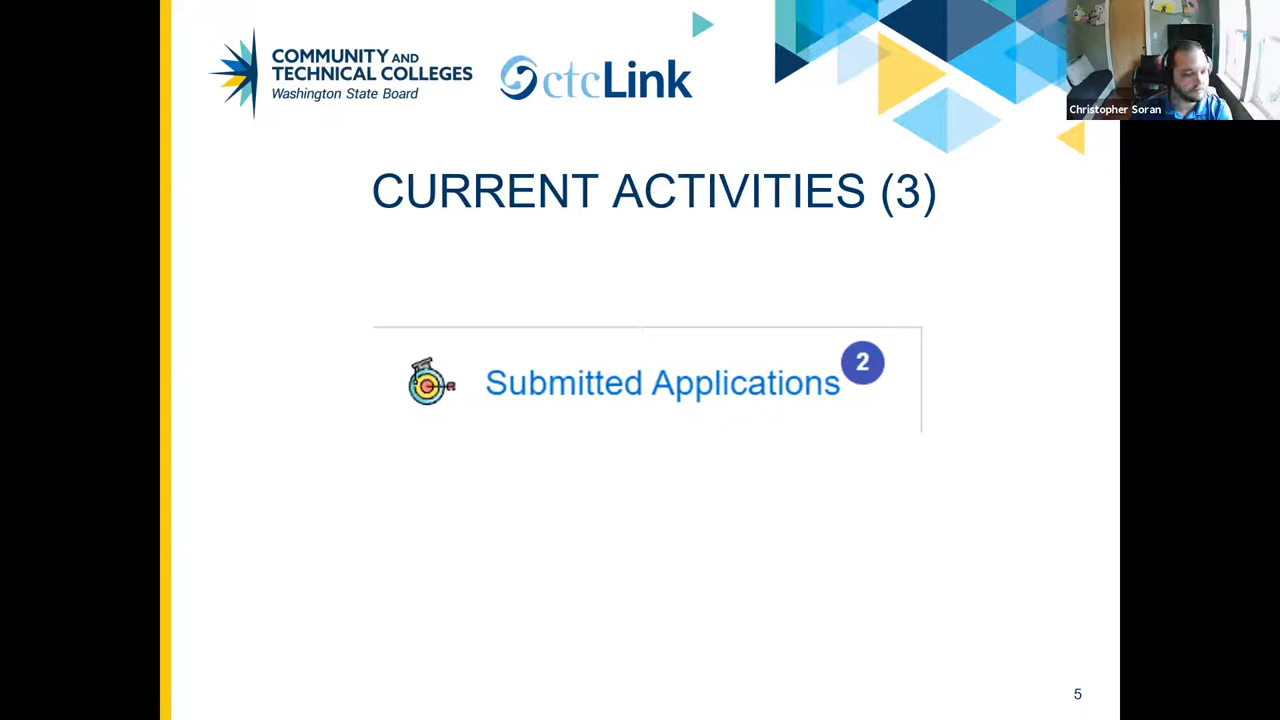 COMMUNITY AND
TECHNICAL COLLEGES
Washington State Board
ctcLink
Christopher Soran
CURRENT ACTIVITIES (3)
Submitted Applications
2
5